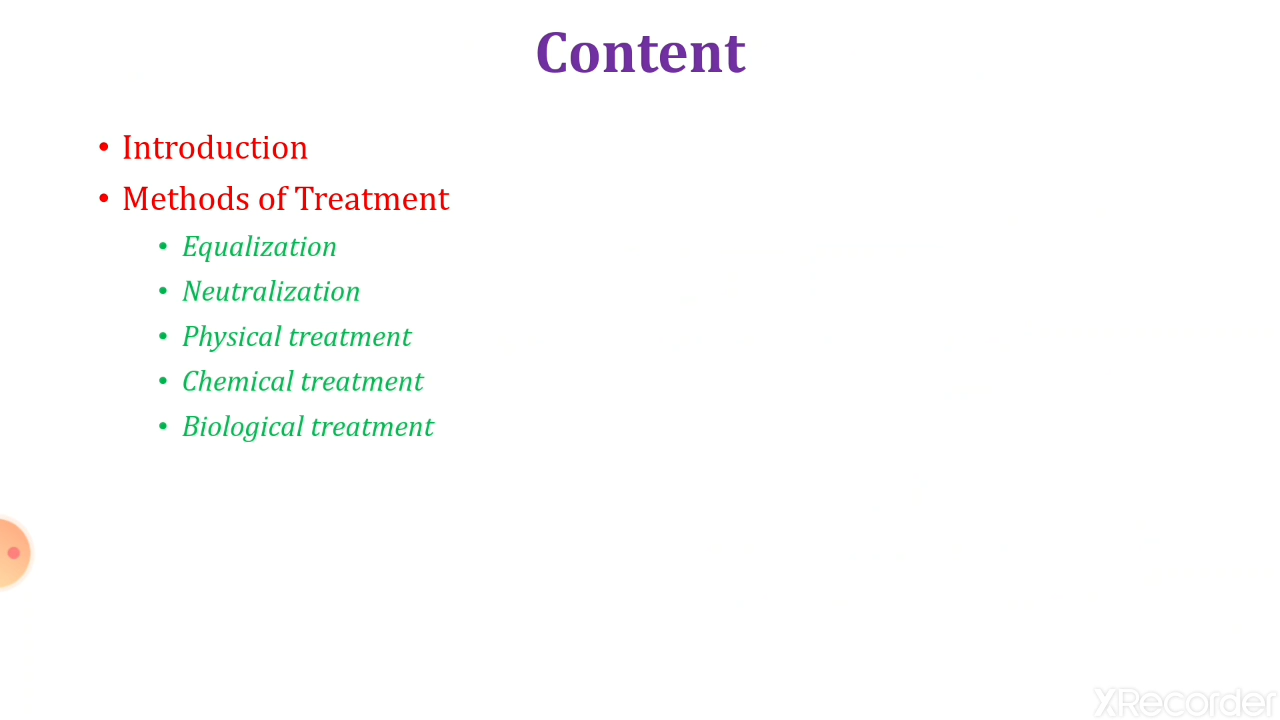 Content
• Introduction
• Methods of Treatment
• Equalization
• Neutralization
• Physical treatment
• Chemical treatment
• Biological treatment
XRecorder